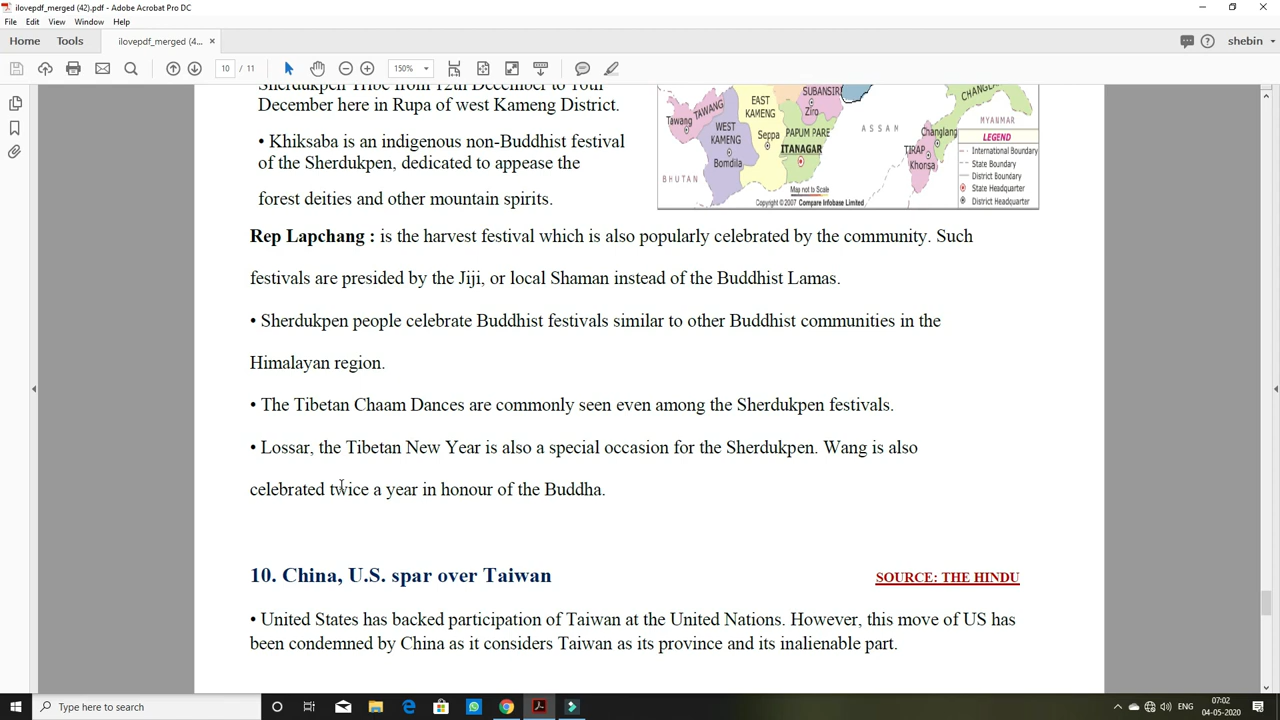 ilovepdf_merged (42).pdf - Adobe Acrobat Pro DC
File Edit View Window Help
Home Tools ilovepdf_merged (4... × shebin
10 / 11 150%
Sherdukpen Tribe from 12th December to 16th
December here in Rupa of west Kameng District.
• Khiksaba is an indigenous non-Buddhist festival
of the Sherdukpen, dedicated to appease the
forest deities and other mountain spirits.
SUBANSIRI
CHANGLANG
EAST
KAMENG
Ziro
TAWANG
Tawang
WEST
KAMENG
Seppa
PAPUM PARE
ASSAM
Changlang
MYANMAR
ITANAGAR
TIRAP
LEGEND
Bomdila
Khonsa
International Boundary
State Boundary
District Boundary
BHUTAN
State Headquarter
Map not to Scale
Copyright ©2007 Compare Infobase Limited
District Headquarter
Rep Lapchang : is the harvest festival which is also popularly celebrated by the community. Such
festivals are presided by the Jiji, or local Shaman instead of the Buddhist Lamas.
• Sherdukpen people celebrate Buddhist festivals similar to other Buddhist communities in the
Himalayan region.
• The Tibetan Chaam Dances are commonly seen even among the Sherdukpen festivals.
• Lossar, the Tibetan New Year is also a special occasion for the Sherdukpen. Wang is also
celebrated twice a year in honour of the Buddha.
10. China, U.S. spar over Taiwan SOURCE: THE HINDU
• United States has backed participation of Taiwan at the United Nations. However, this move of US has
been condemned by China as it considers Taiwan as its province and its inalienable part.
Type here to search
ENG
07:02
04-05-2020